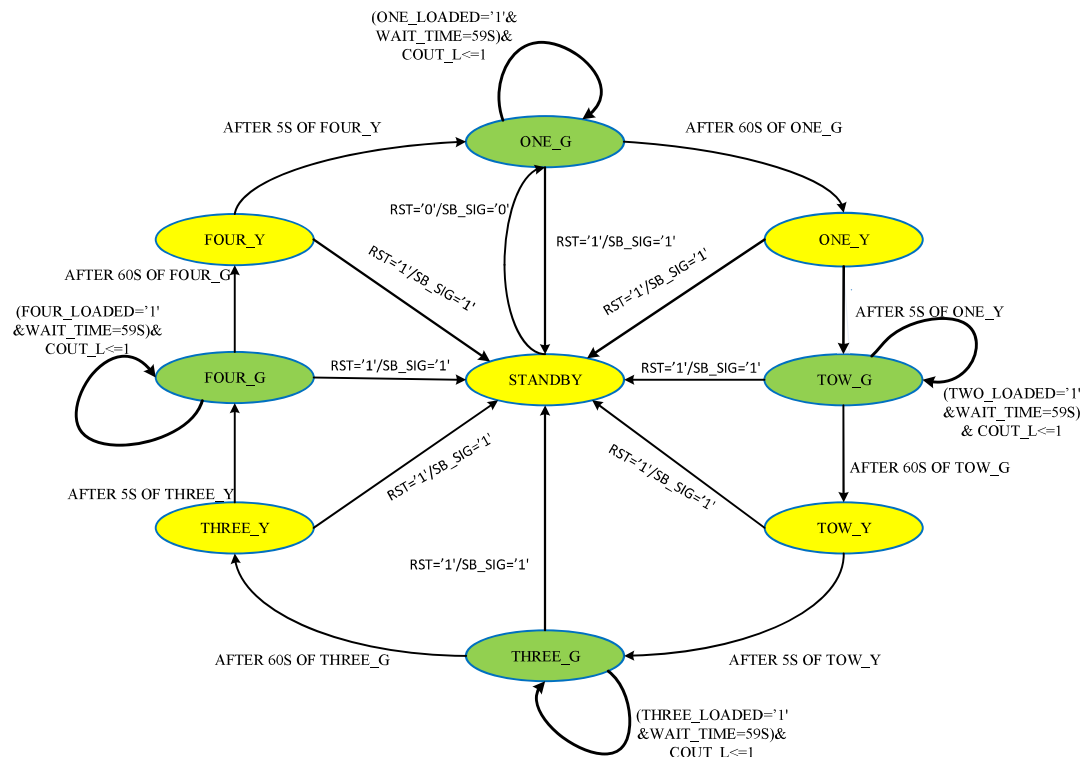 (ONE_LOADED='1'&
WAIT_TIME=59S)&
COUT_L<=1
AFTER 5S OF FOUR_Y
AFTER 60S OF ONE_G
ONE_G
RST='0'/SB_SIG='0'
RST='1'/SB_SIG='1'
FOUR_Y
ONE_Y
RST='1'/SB_SIG='1'
RST='1'/SB_SIG='1'
AFTER 60S OF FOUR_G
(FOUR_LOADED='1'
&WAIT_TIME=59S)&
COUT_L<=1
AFTER 5S OF ONE_Y
FOUR_G
RST='1'/SB_SIG='1'
STANDBY
RST='1'/SB_SIG='1'
TOW_G
(TWO_LOADED='1'
&WAIT_TIME=59S)
& COUT_L<=1
RST='1'/SB_SIG='1'
RST='1'/SB_SIG='1'
AFTER 60S OF TOW_G
AFTER 5S OF THREE_Y
THREE_Y
TOW_Y
RST='1'/SB_SIG='1'
AFTER 60S OF THREE_G
THREE_G
AFTER 5S OF TOW_Y
(THREE_LOADED='1'
&WAIT_TIME=59S)&
COUT_L<=1